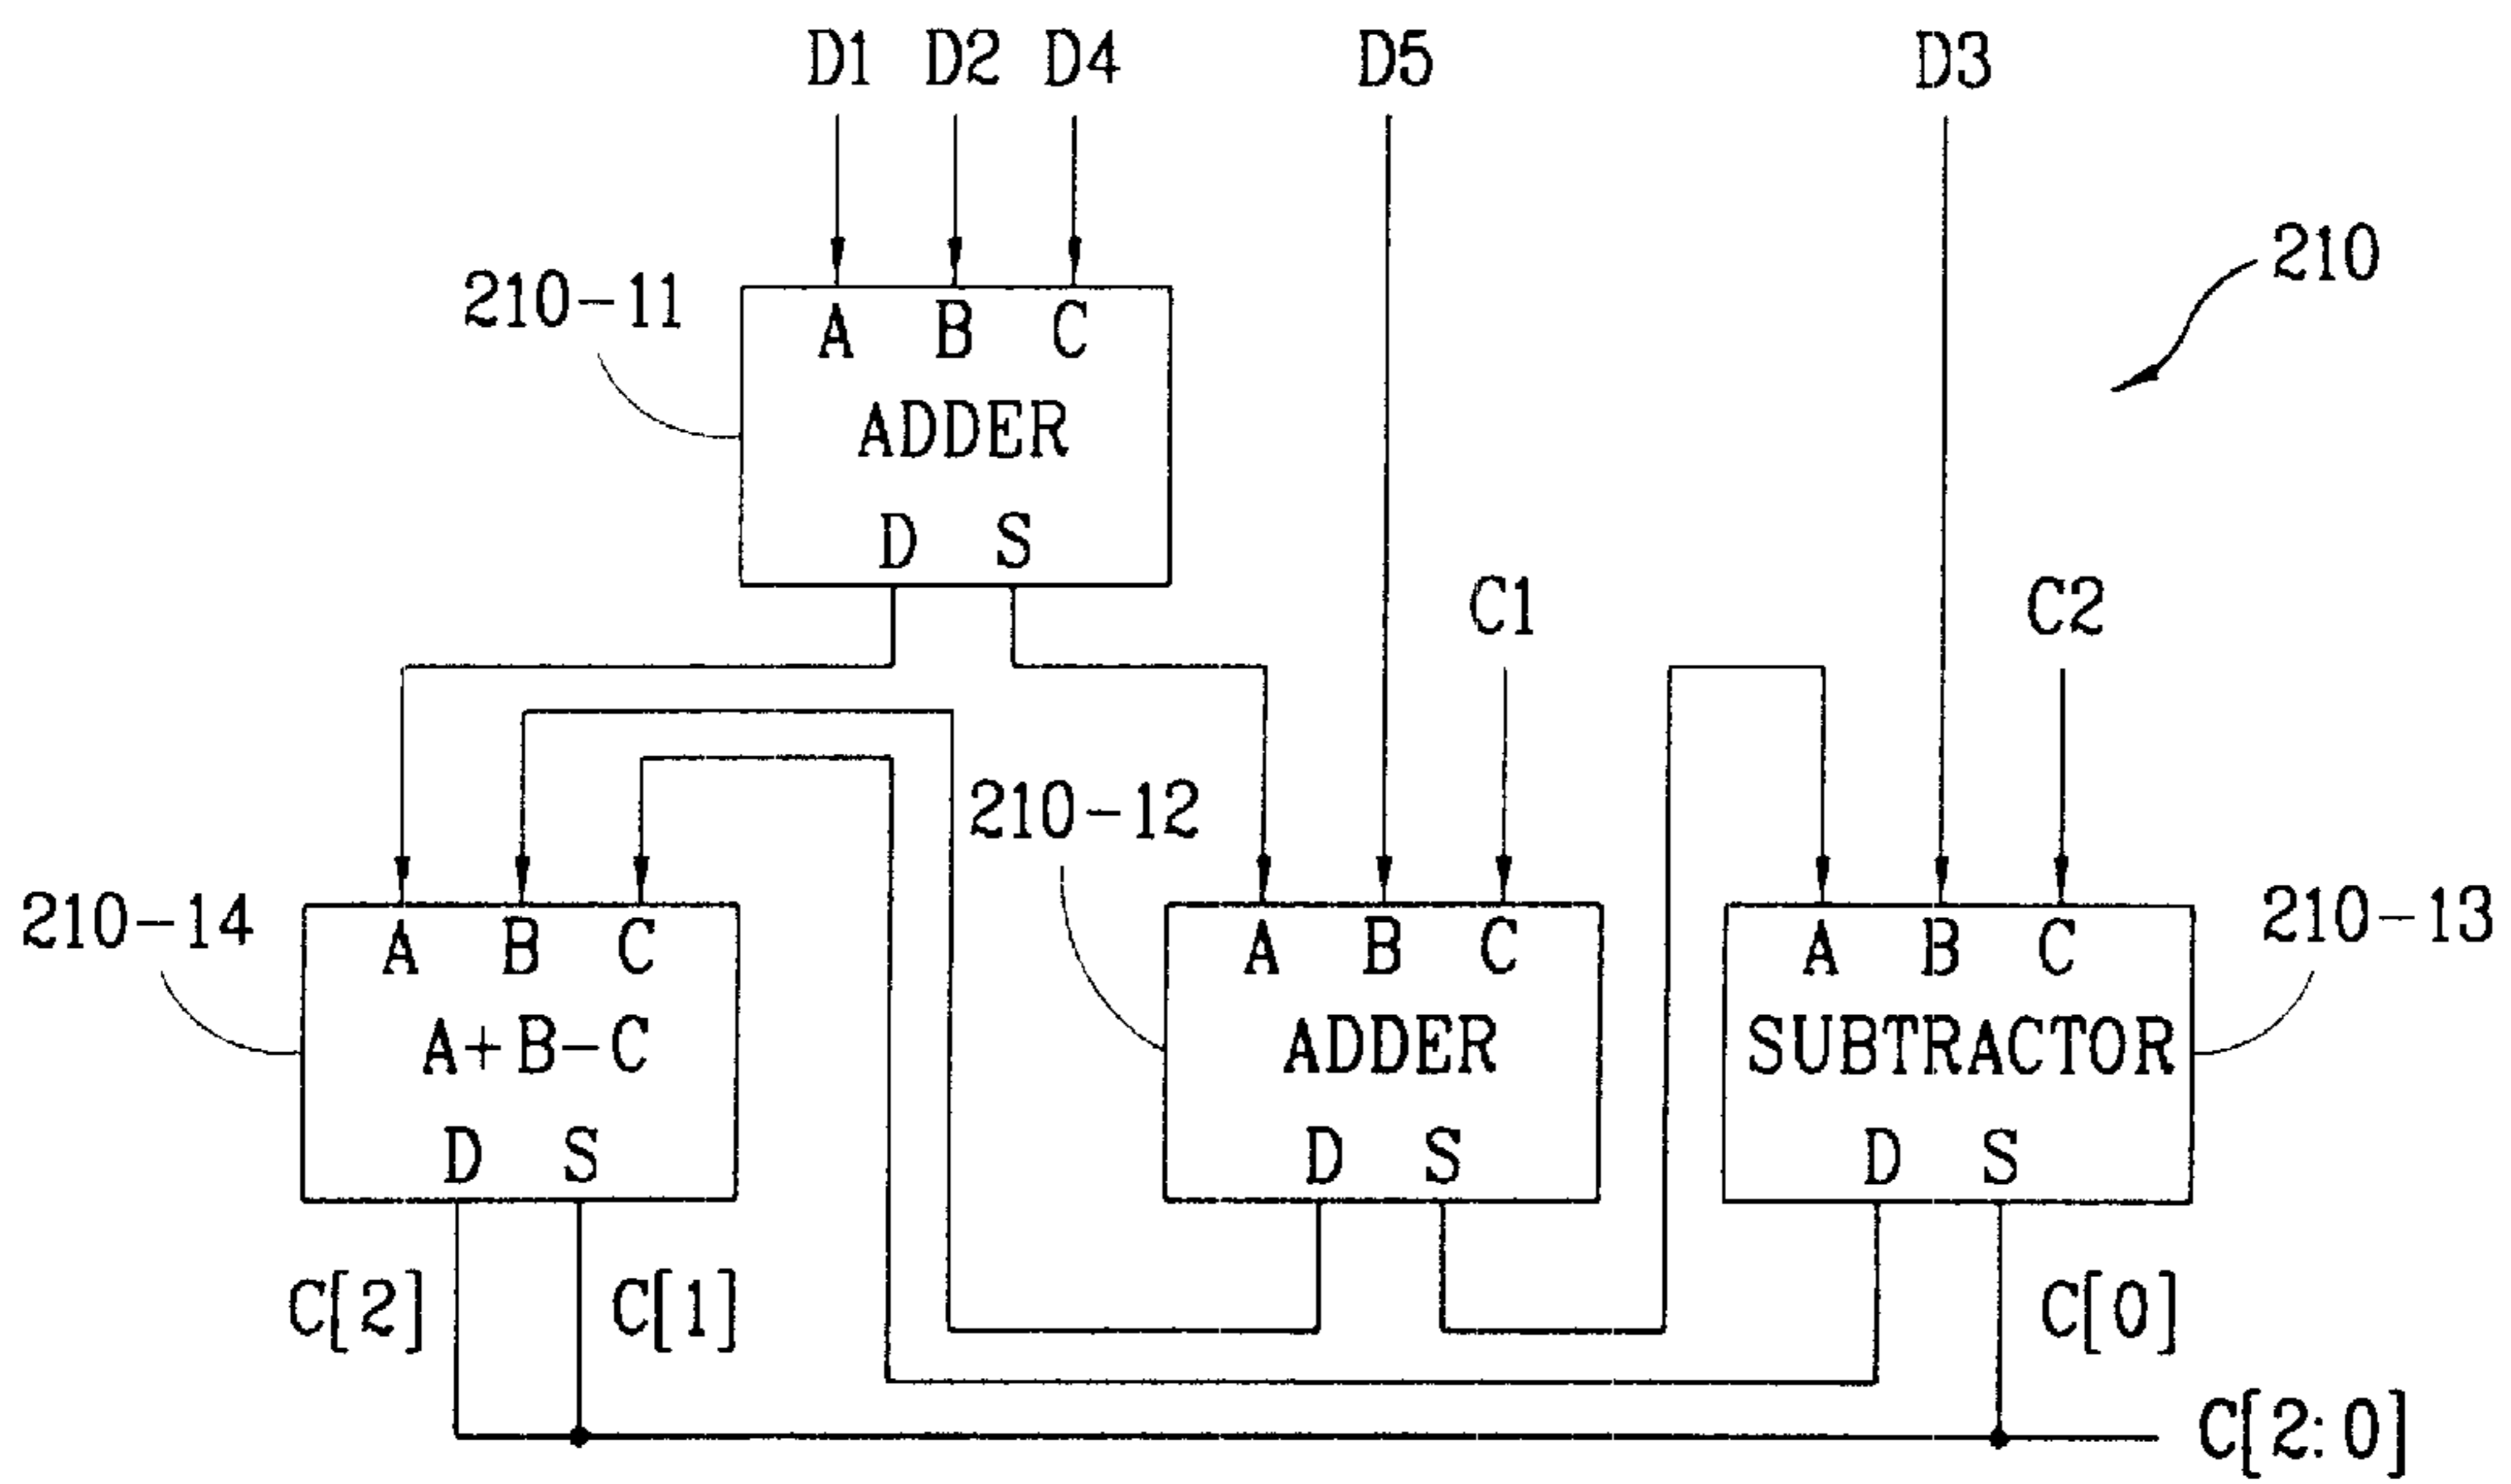 D1 D2 D4 D5 D3
210
210-11
A B C
ADDER
D S
C1 C2
210-12
210-14
A B C
A+B-C
D S
A B C
ADDER
D S
210-13
A B C
SUBTRACTOR
D S
C[2] C[1] C[0]
C[2:0]